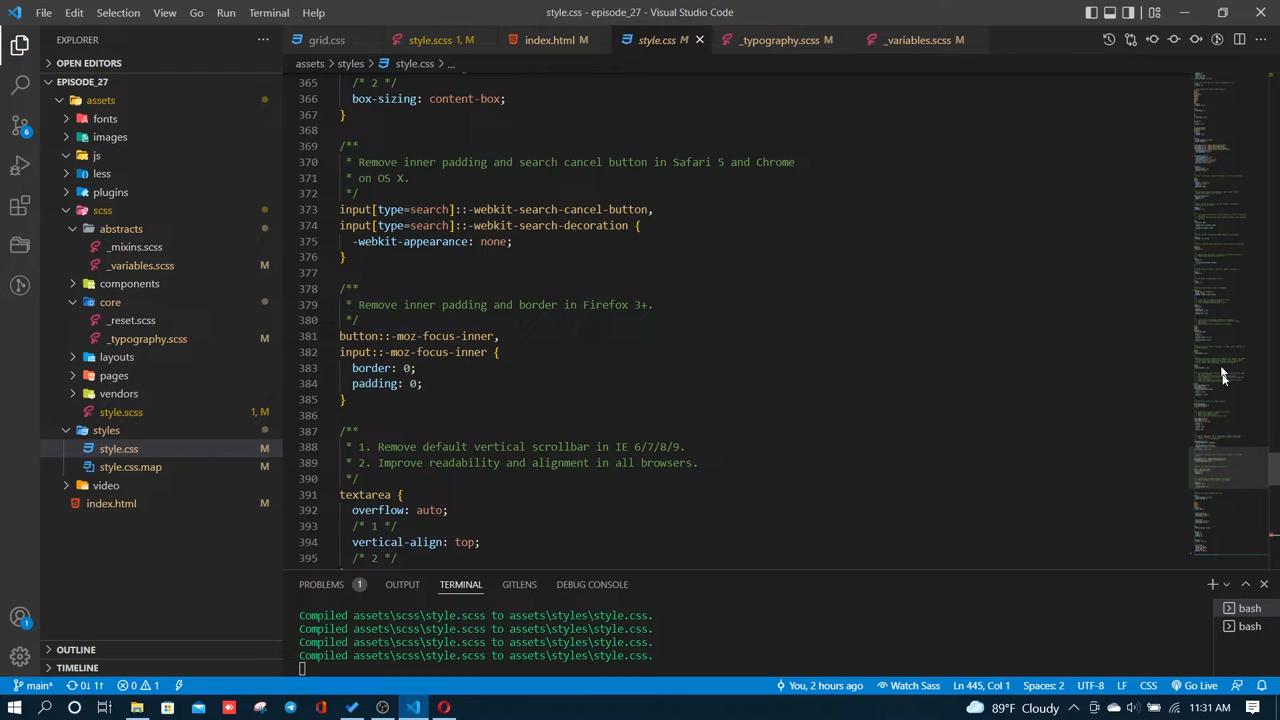 File Edit Selection View Go Run Terminal Help
style.css - episode_27 - Visual Studio Code
EXPLORER
grid.css
style.scss 1, M
index.html M
style.css M
_typography.scss M
_variables.scss M
OPEN EDITORS
assets > styles > style.css > ...
EPISODE_27
assets
fonts
images
js
less
plugins
scss
abstracts
_mixins.scss
_variables.scss M
components
core
_reset.scss
_typography.scss M
layouts
pages
vendors
style.scss 1, M
styles
style.css M
style.css.map M
video
index.html M
OUTLINE
TIMELINE
365 /* 2 */
366 box-sizing: content-box;
367 }
368
369 /**
370 * Remove inner padding and search cancel button in Safari 5 and Chrome
371 * on OS X.
372 */
373 input[type=search]::-webkit-search-cancel-button,
374 input[type=search]::-webkit-search-decoration {
375 -webkit-appearance: none;
376 }
377
378 /**
379 * Remove inner padding and border in Firefox 3+.
380 */
381 button::-moz-focus-inner,
382 input::-moz-focus-inner {
383 border: 0;
384 padding: 0;
385 }
386
387 /**
388 * 1. Remove default vertical scrollbar in IE 6/7/8/9.
389 * 2. Improve readability and alignment in all browsers.
390 */
391 textarea {
392 overflow: auto;
393 /* 1 */
394 vertical-align: top;
395 /* 2 */
PROBLEMS 1 OUTPUT TERMINAL GITLENS DEBUG CONSOLE
Compiled assets\scss\style.scss to assets\styles\style.css.
Compiled assets\scss\style.scss to assets\styles\style.css.
Compiled assets\scss\style.scss to assets\styles\style.css.
Compiled assets\scss\style.scss to assets\styles\style.css.
bash
bash
6
1
main* 0↓ 1↑ 0 1 You, 2 hours ago Watch Sass Ln 445, Col 1 Spaces: 2 UTF-8 LF CSS Go Live
89°F Cloudy 11:31 AM